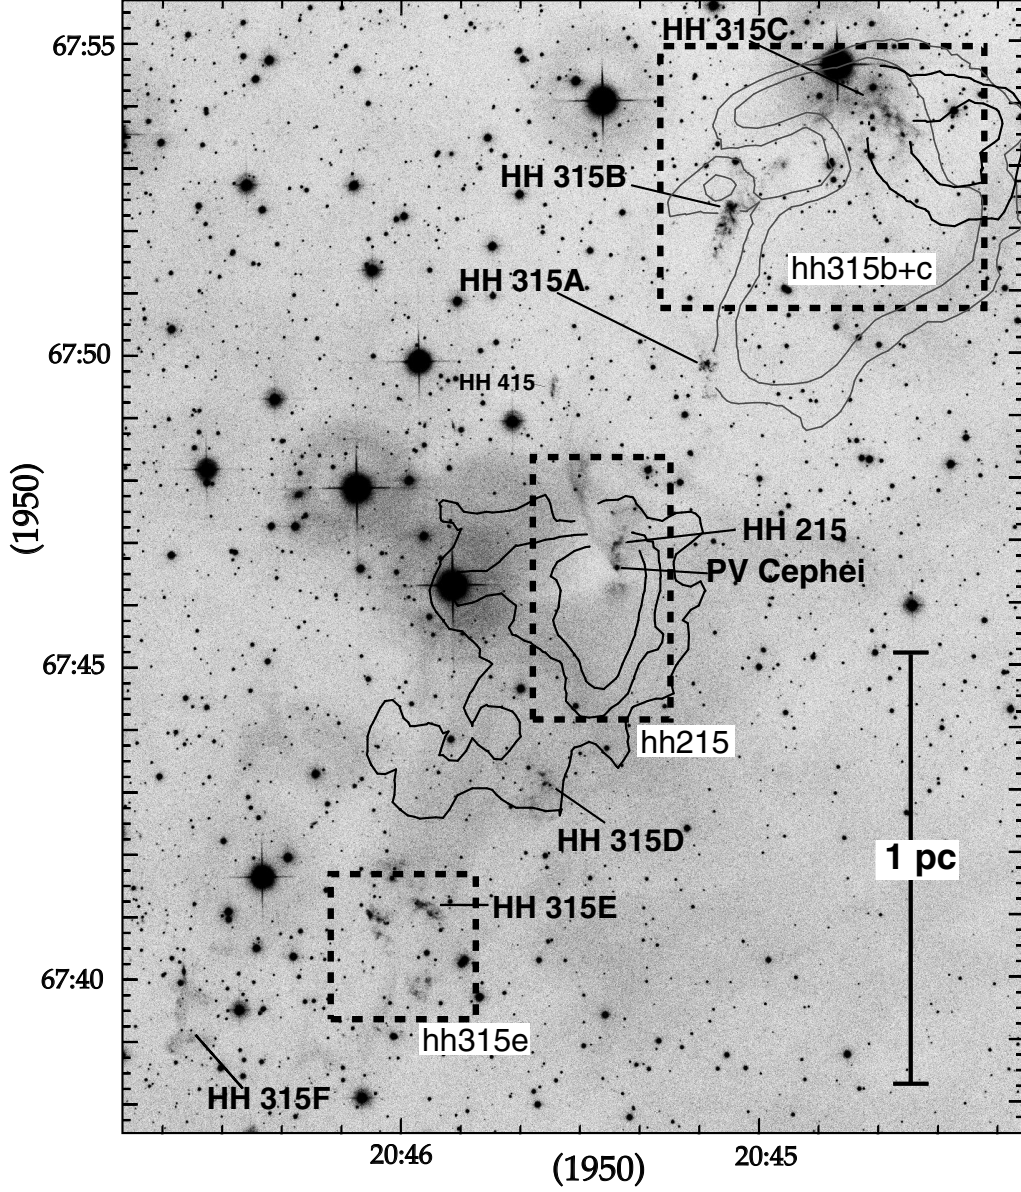 67:55
HH 315C
HH 315B
hh315b+c
HH 315A
67:50
HH 415
(1950)
HH 215
PV Cephei
67:45
hh215
HH 315D
1 pc
HH 315E
67:40
hh315e
HH 315F
20:46
20:45
(1950)